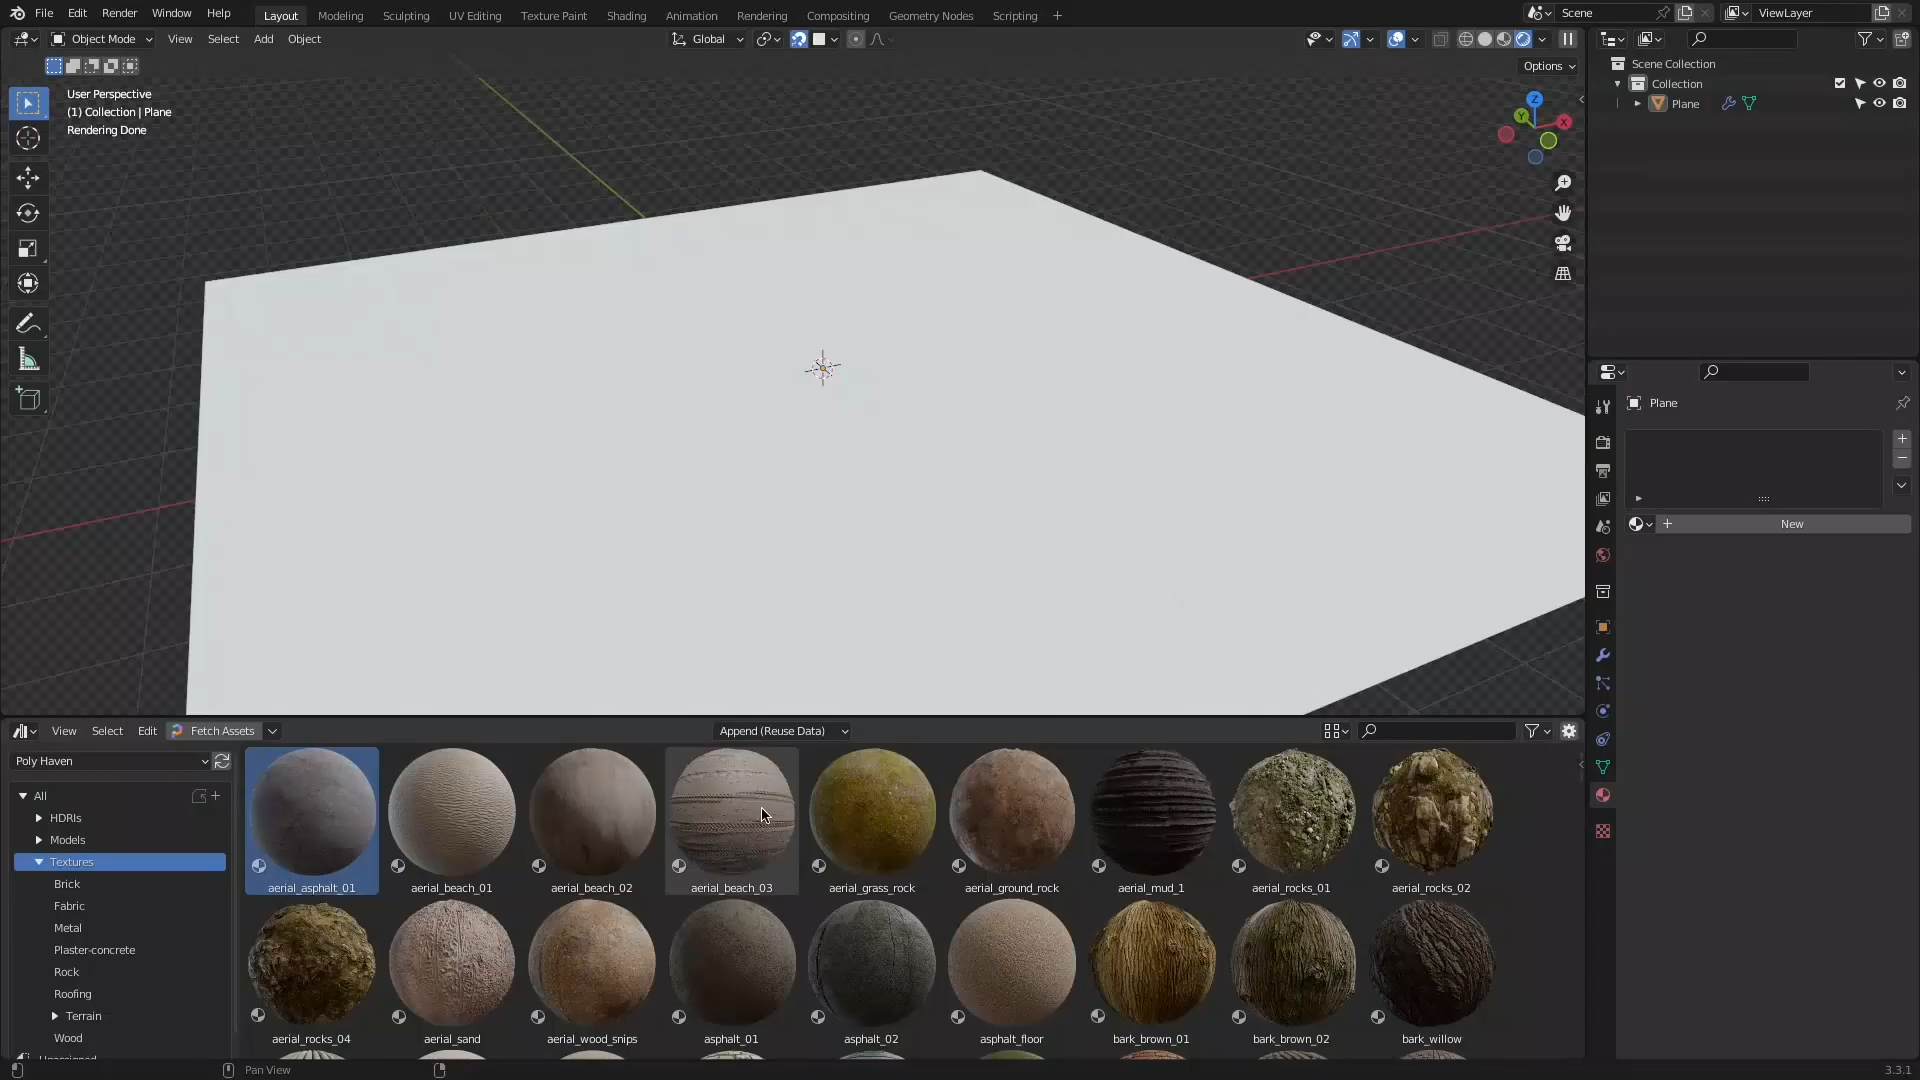 File Edit Render Window Help Layout Modeling Sculpting UV Editing Texture Paint Shading Animation Rendering Compositing Geometry Nodes Scripting + Scene ViewLayer
Object Mode View Select Add Object Global
Options
User Perspective
(1) Collection | Plane
Rendering Done
Z
Y
X
Scene Collection
Collection
Plane
Plane
New
View Select Edit Fetch Assets Append (Reuse Data)
Poly Haven
All
HDRIs
Models
Textures
Brick
Fabric
Metal
Plaster-concrete
Rock
Roofing
Terrain
Wood
Unassigned
aerial_asphalt_01 aerial_beach_01 aerial_beach_02 aerial_beach_03 aerial_grass_rock aerial_ground_rock aerial_mud_1 aerial_rocks_01 aerial_rocks_02
aerial_rocks_04 aerial_sand aerial_wood_snips asphalt_01 asphalt_02 asphalt_floor bark_brown_01 bark_brown_02 bark_willow
Pan View
3.3.1